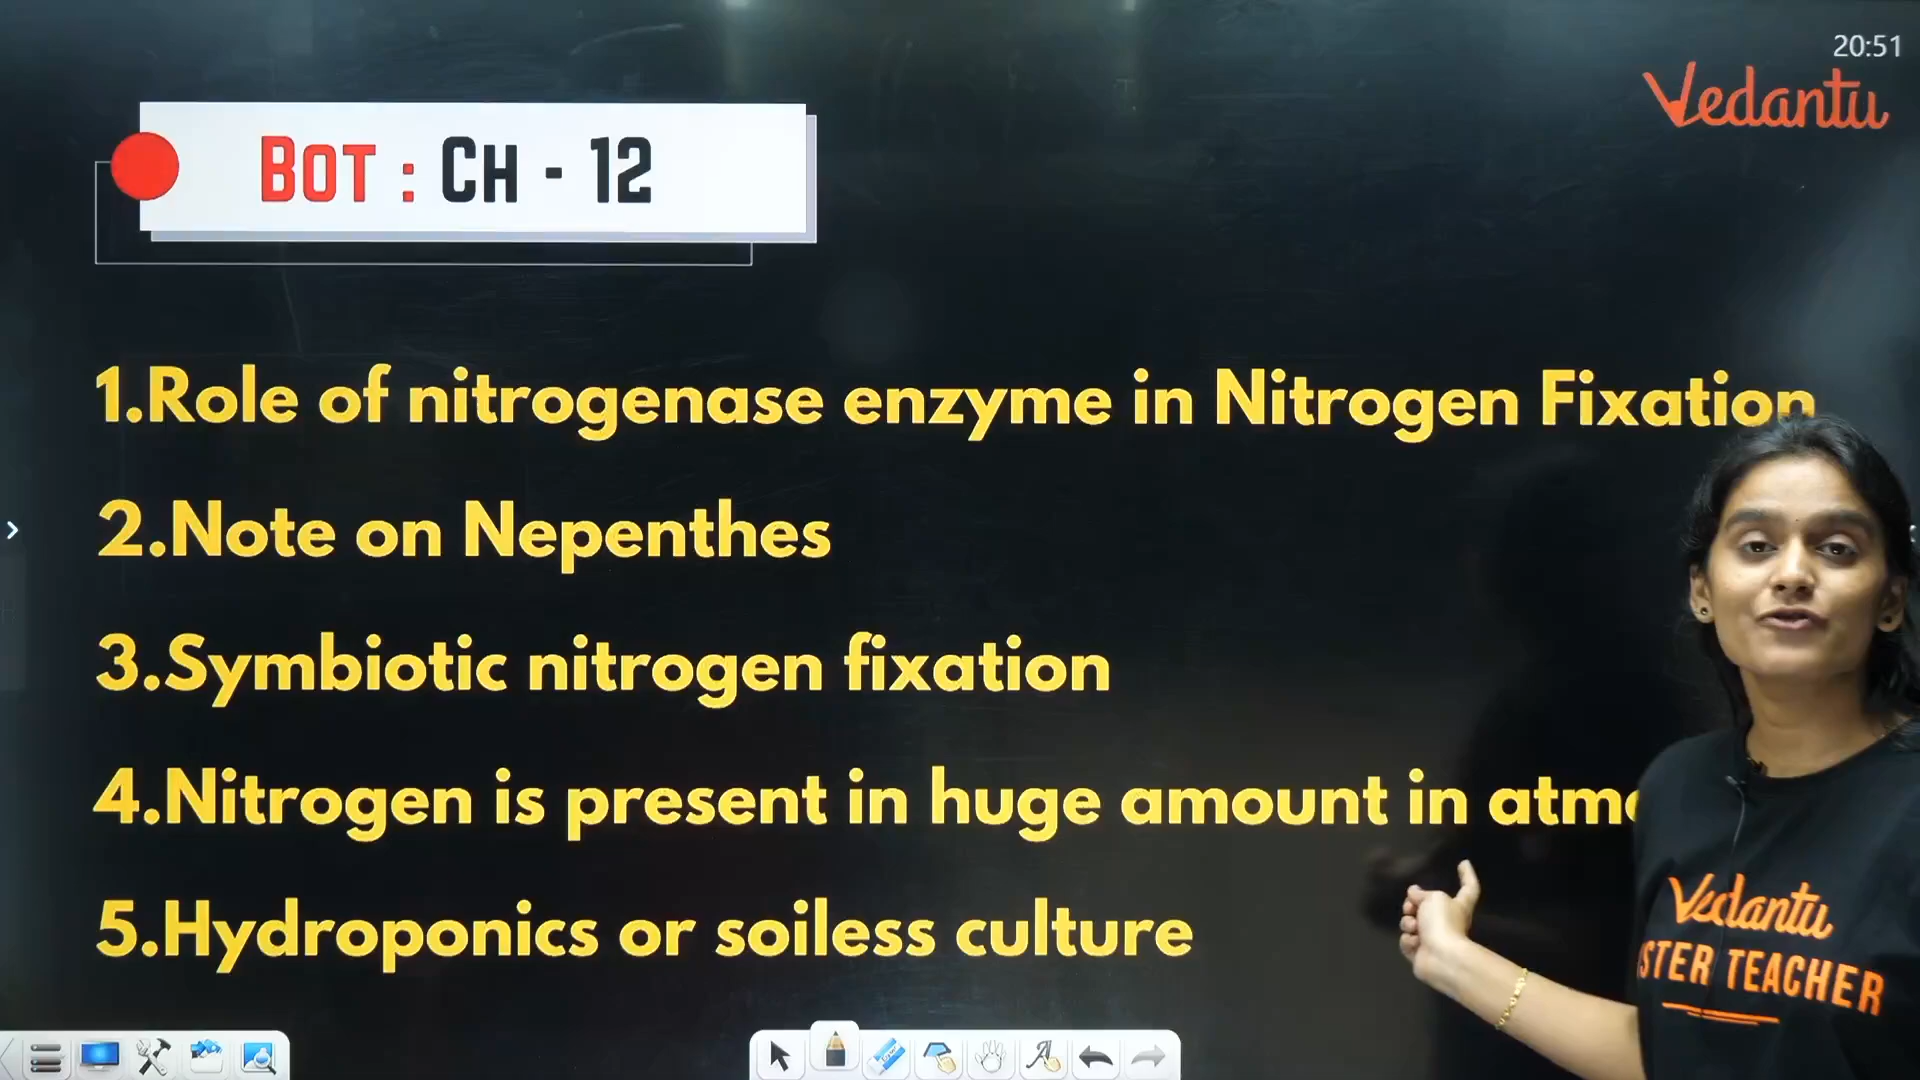 20:51
Vedantu
BOT : CH - 12
1.Role of nitrogenase enzyme in Nitrogen Fixation
2.Note on Nepenthes
3.Symbiotic nitrogen fixation
4.Nitrogen is present in huge amount in
5.Hydroponics or soiless culture
Vedantu
TEACHER